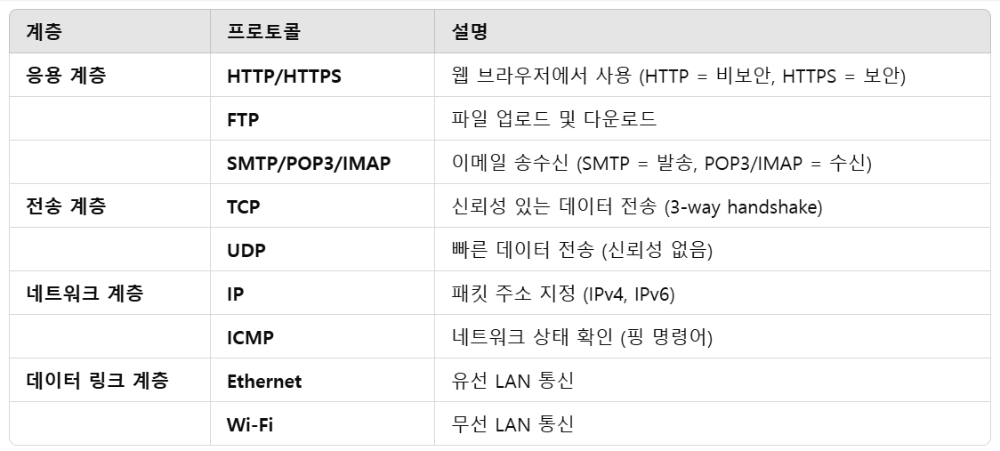 계층 프로토콜 설명
응용 계층 HTTP/HTTPS 웹 브라우저에서 사용 (HTTP = 비보안, HTTPS = 보안)
FTP 파일 업로드 및 다운로드
SMTP/POP3/IMAP 이메일 송수신 (SMTP = 발송, POP3/IMAP = 수신)
전송 계층 TCP 신뢰성 있는 데이터 전송 (3-way handshake)
UDP 빠른 데이터 전송 (신뢰성 없음)
네트워크 계층 IP 패킷 주소 지정 (IPv4, IPv6)
ICMP 네트워크 상태 확인 (핑 명령어)
데이터 링크 계층 Ethernet 유선 LAN 통신
Wi-Fi 무선 LAN 통신